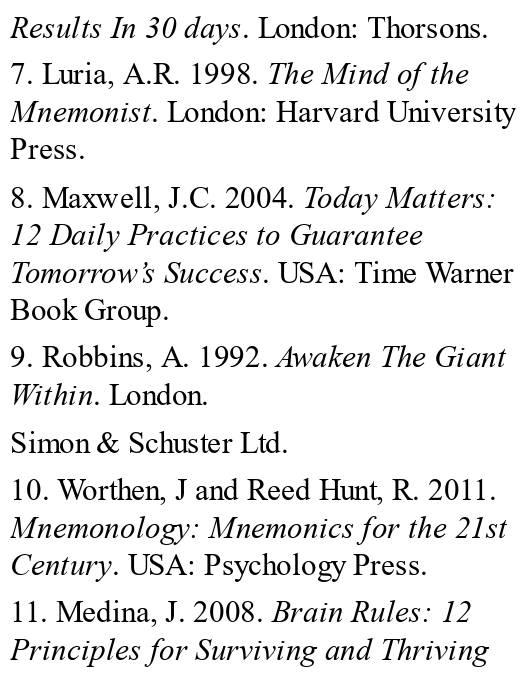 Results In 30 days. London: Thorsons.
7. Luria, A.R. 1998. The Mind of the
Mnemonist. London: Harvard University
Press.
8. Maxwell, J.C. 2004. Today Matters:
12 Daily Practices to Guarantee
Tomorrow’s Success. USA: Time Warner
Book Group.
9. Robbins, A. 1992. Awaken The Giant
Within. London.
Simon & Schuster Ltd.
10. Worthen, J and Reed Hunt, R. 2011.
Mnemonology: Mnemonics for the 21st
Century. USA: Psychology Press.
11. Medina, J. 2008. Brain Rules: 12
Principles for Surviving and Thriving